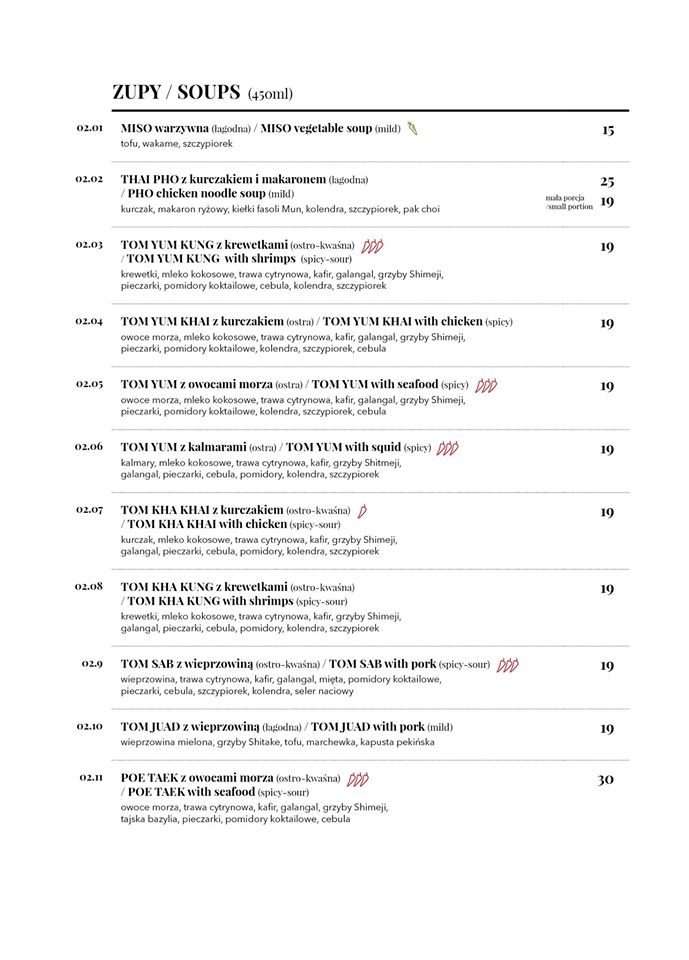 ZUPY / SOUPS (450ml)
02.01 MISO warzywna (łagodna) / MISO vegetable soup (mild) 15
tofu, wakame, szczypiorek
02.02 THAI PHO z kurczakiem i makaronem (łagodna) 25
/ PHO chicken noodle soup (mild) mała porcja 19
/small portion
kurczak, makaron ryżowy, kiełki fasoli Mun, kolendra, szczypiorek, pak choi
02.03 TOM YUM KUNG z krewetkami (ostro-kwaśna) 19
/ TOM YUM KUNG with shrimps (spicy-sour)
krewetki, mleko kokosowe, trawa cytrynowa, kafir, galangal, grzyby Shimeji,
pieczarki, pomidory koktailowe, cebula, kolendra, szczypiorek
02.04 TOM YUM KHAI z kurczakiem (ostra) / TOM YUM KHAI with chicken (spicy) 19
owoce morza, mleko kokosowe, trawa cytrynowa, kafir, galangal, grzyby Shimeji,
pieczarki, pomidory koktailowe, kolendra, szczypiorek, cebula
02.05 TOM YUM z owocami morza (ostra) / TOM YUM with seafood (spicy) 19
owoce morza, mleko kokosowe, trawa cytrynowa, kafir, galangal, grzyby Shimeji,
pieczarki, pomidory koktailowe, kolendra, szczypiorek, cebula
02.06 TOM YUM z kalmarami (ostra) / TOM YUM with squid (spicy) 19
kalmary, mleko kokosowe, trawa cytrynowa, kafir, grzyby Shitmeji,
galangal, pieczarki, cebula, pomidory, kolendra, szczypiorek
02.07 TOM KHA KHAI z kurczakiem (ostro-kwaśna) 19
/ TOM KHA KHAI with chicken (spicy-sour)
kurczak, mleko kokosowe, trawa cytrynowa, kafir, grzyby Shimeji,
galangal, pieczarki, cebula, pomidory, kolendra, szczypiorek
02.08 TOM KHA KUNG z krewetkami (ostro-kwaśna) 19
/ TOM KHA KUNG with shrimps (spicy-sour)
krewetki, mleko kokosowe, trawa cytrynowa, kafir, grzyby Shimeji,
galangal, pieczarki, cebula, pomidory, kolendra, szczypiorek
02.9 TOM SAB z wieprzowiną (ostro-kwaśna) / TOM SAB with pork (spicy-sour) 19
wieprzowina, trawa cytrynowa, kafir, galangal, mięta, pomidory koktailowe,
pieczarki, cebula, szczypiorek, kolendra, seler naciowy
02.10 TOM JUAD z wieprzowiną (łagodna) / TOM JUAD with pork (mild) 19
wieprzowina mielona, grzyby Shitake, tofu, marchewka, kapusta pekińska
02.11 POE TAEK z owocami morza (ostro-kwaśna) 30
/ POE TAEK with seafood (spicy-sour)
owoce morza, trawa cytrynowa, kafir, galangal, grzyby Shimeji,
tajska bazylia, pieczarki, pomidory koktailowe, cebula